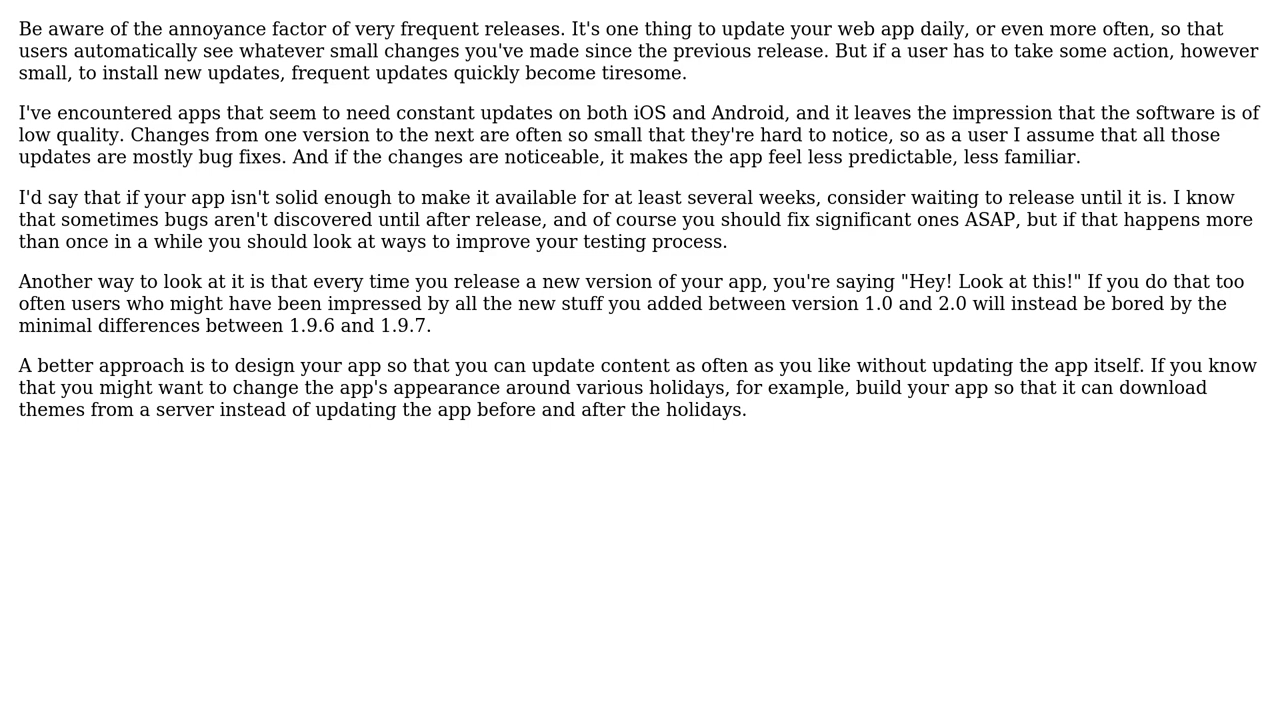 Be aware of the annoyance factor of very frequent releases. It's one thing to update your web app daily, or even more often, so that
users automatically see whatever small changes you've made since the previous release. But if a user has to take some action, however
small, to install new updates, frequent updates quickly become tiresome.
I've encountered apps that seem to need constant updates on both iOS and Android, and it leaves the impression that the software is of
low quality. Changes from one version to the next are often so small that they're hard to notice, so as a user I assume that all those
updates are mostly bug fixes. And if the changes are noticeable, it makes the app feel less predictable, less familiar.
I'd say that if your app isn't solid enough to make it available for at least several weeks, consider waiting to release until it is. I know
that sometimes bugs aren't discovered until after release, and of course you should fix significant ones ASAP, but if that happens more
than once in a while you should look at ways to improve your testing process.
Another way to look at it is that every time you release a new version of your app, you're saying "Hey! Look at this!" If you do that too
often users who might have been impressed by all the new stuff you added between version 1.0 and 2.0 will instead be bored by the
minimal differences between 1.9.6 and 1.9.7.
A better approach is to design your app so that you can update content as often as you like without updating the app itself. If you know
that you might want to change the app's appearance around various holidays, for example, build your app so that it can download
themes from a server instead of updating the app before and after the holidays.